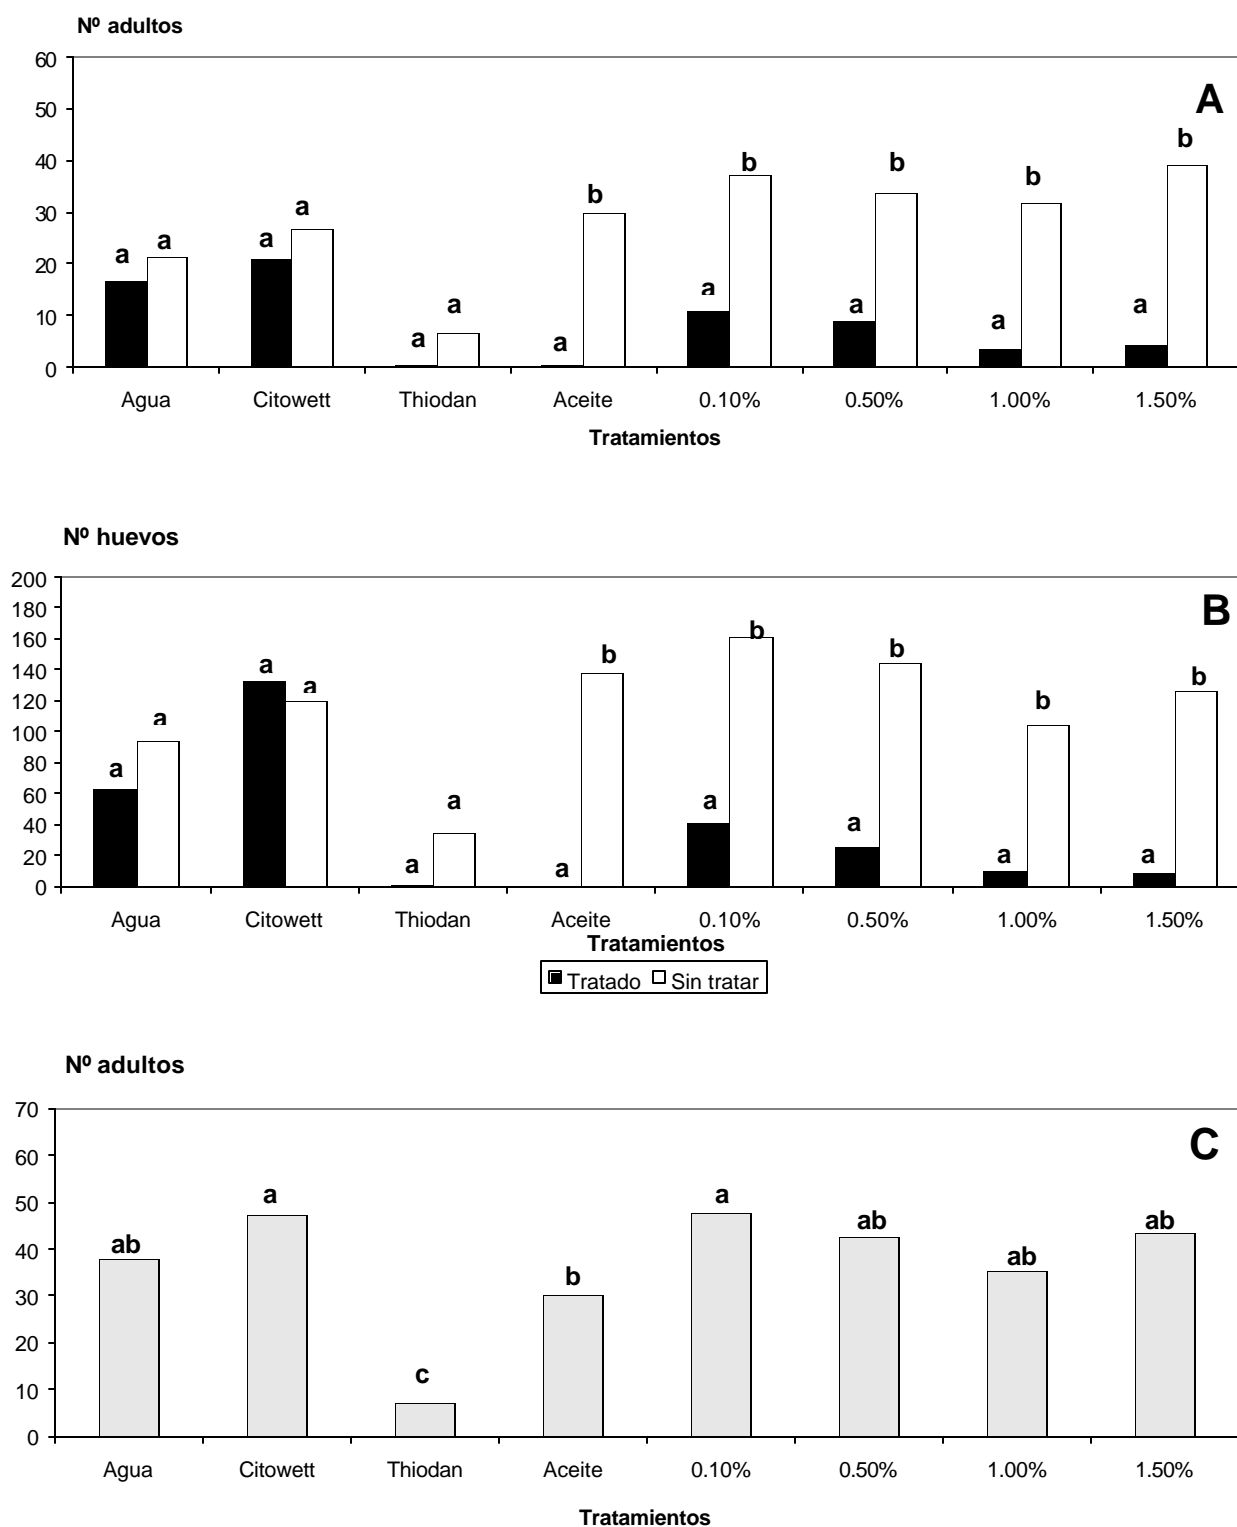 Nº adultos
60
50
40
30
20
10
0
A
a a a a a a a b a b a b a b a b
Agua Citowett Thiodan Aceite 0.10% 0.50% 1.00% 1.50%
Tratamientos
Nº huevos
200
180
160
140
120
100
80
60
40
20
0
B
a a a a a a a b a b a b a b a b
Agua Citowett Thiodan Aceite 0.10% 0.50% 1.00% 1.50%
Tratamientos
Tratado Sin tratar
Nº adultos
70
60
50
40
30
20
10
0
C
ab a c b a ab ab ab
Agua Citowett Thiodan Aceite 0.10% 0.50% 1.00% 1.50%
Tratamientos